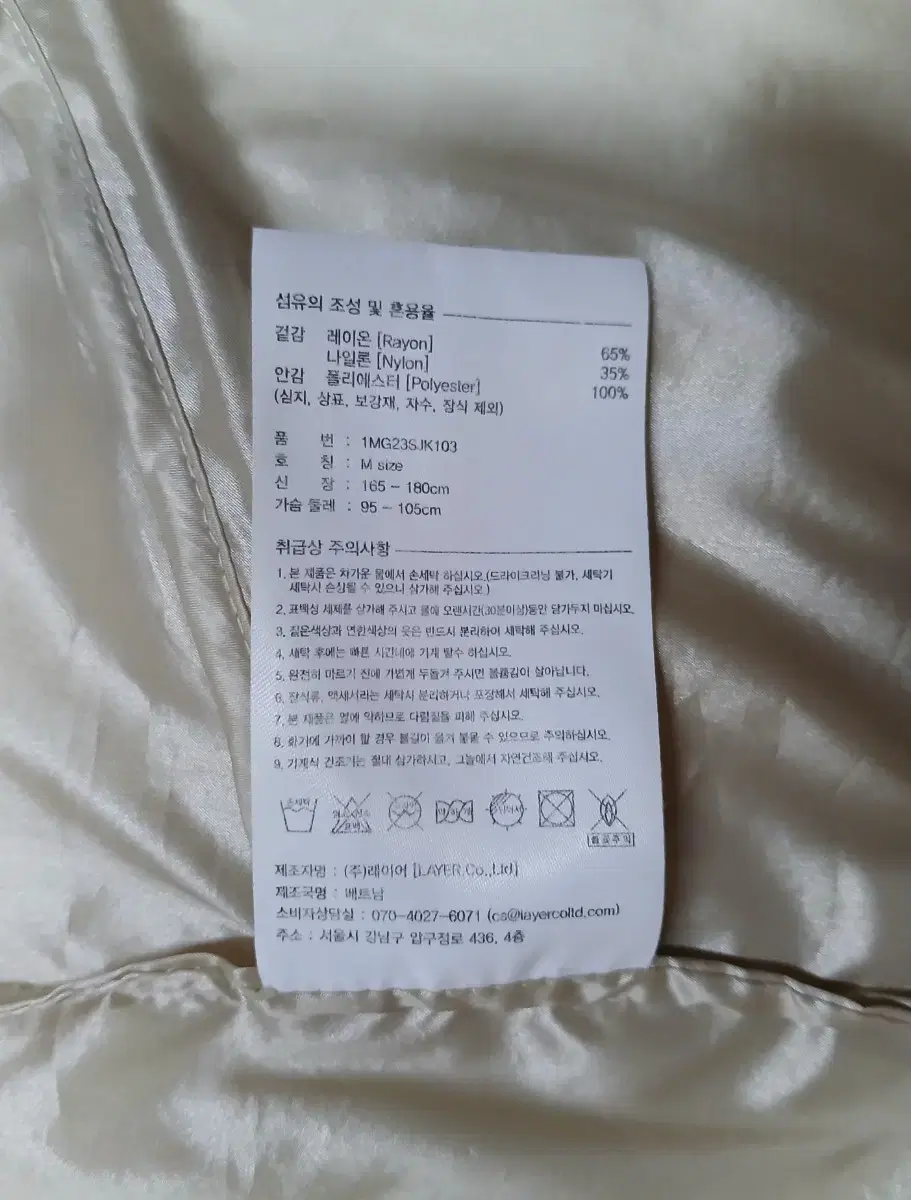 섬유의 조성 및 혼용율
겉감 레이온 [Rayon] 65%
나일론 [Nylon] 35%
안감 폴리에스터 [Polyester] 100%
(심지, 상표, 보강재, 자수, 장식 제외)
품 번 : 1MG23SJK103
호 칭 : M size
신 장 : 165 - 180cm
가슴 둘레 : 95 - 105cm
취급상 주의사항
1. 본 제품은 차가운 물에서 손세탁 하십시오.(드라이크리닝 불가, 세탁기
세탁시 손상될 수 있으니 삼가해 주십시오.)
2. 표백성 세제를 삼가해 주시고 물에 오랜시간(30분이상)동안 담가두지 마십시오.
3. 짙은색상과 연한색상의 옷은 반드시 분리하여 세탁해 주십시오.
4. 세탁 후에는 빠른 시간내에 기계 탈수 하십시오.
5. 완전히 마르기 전에 가볍게 두들겨 주시면 볼륨감이 살아납니다.
6. 장식류, 액세서리는 세탁시 분리하거나 포장해서 세탁해 주십시오.
7. 본 제품은 열에 약하므로 다림질을 피해 주십시오.
8. 화기에 가까이 할 경우 불길이 옮겨 붙을 수 있으므로 주의하십시오.
9. 기계식 건조기는 절대 삼가하시고, 그늘에서 자연건조해 주십시오.
손세탁 염소 산소 표백
화기주의
제조자명 : (주)레이어 [LAYER.Co.,Ltd]
제조국명 : 베트남
소비자상담실 : 070-4027-6071 (cs@layercoltd.com)
주소 : 서울시 강남구 압구정로 436, 4층